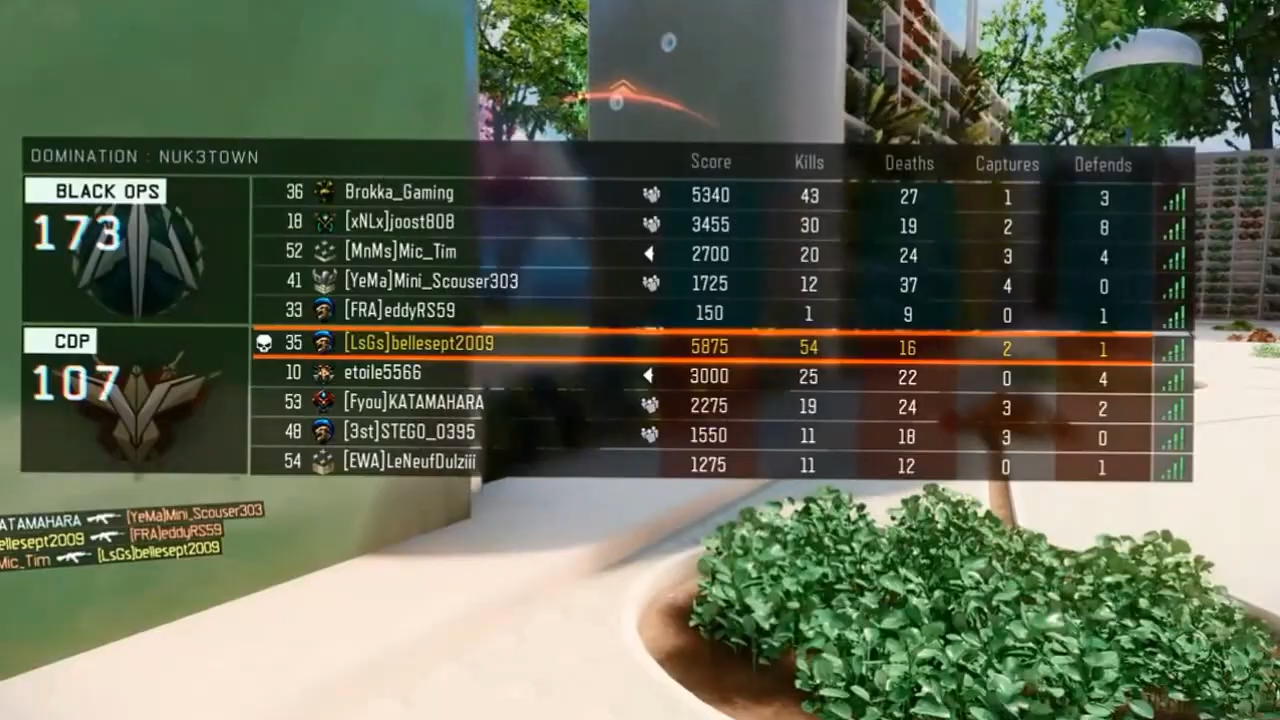 DOMINATION : NUK3TOWN Score Kills Deaths Captures Defends
BLACK OPS
173
36 Brokka_Gaming 5340 43 27 1 3
18 [xNLx]joost808 3455 30 19 2 8
52 [MnMs]Mic_Tim 2700 20 24 3 4
41 [YeMa]Mini_Scouser303 1725 12 37 4 0
33 [FRA]eddyRS59 150 1 9 0 1
CDP
107
35 [LsGs]bellesept2009 5875 54 16 2 1
10 etoile5566 3000 25 22 0 4
53 [Fyou]KATAMAHARA 2275 19 24 3 2
48 [3st]STEGO_0395 1550 11 18 3 0
54 [EWA]LeNeufDulziii 1275 11 12 0 1
ATAMAHARA [YeMa]Mini_Scouser303
ellesept2009 [FRA]eddyRS59
Mic_Tim [LsGs]bellesept2009